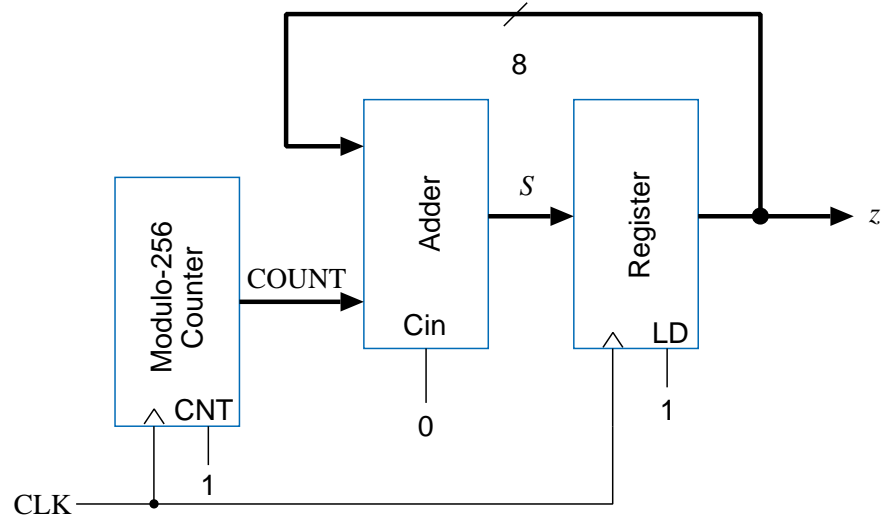 8
S
z
Adder
Register
Modulo-256
Counter
COUNT
Cin
LD
CNT
0
1
1
CLK